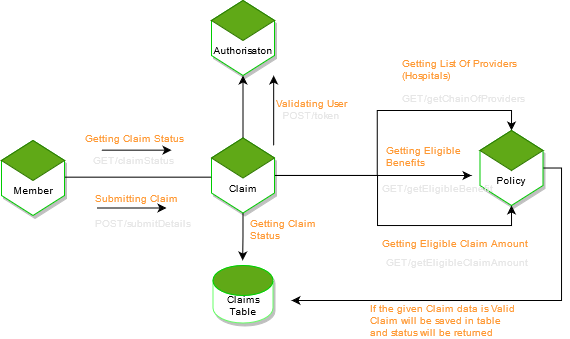 Authorisaton
Getting List Of Providers
(Hospitals)
GET/getChainOfProviders
Validating User
POST/token
Getting Claim Status
GET/claimStatus
Member
Submitting Claim
POST/submitDetails
Claim
Getting Eligible
Benefits
GET/getEligibleBenefit
Policy
Getting Claim
Status
Getting Eligible Claim Amount
GET/getEligibleClaimAmount
Claims
Table
If the given Claim data is Valid
Claim will be saved in table
and status will be returned